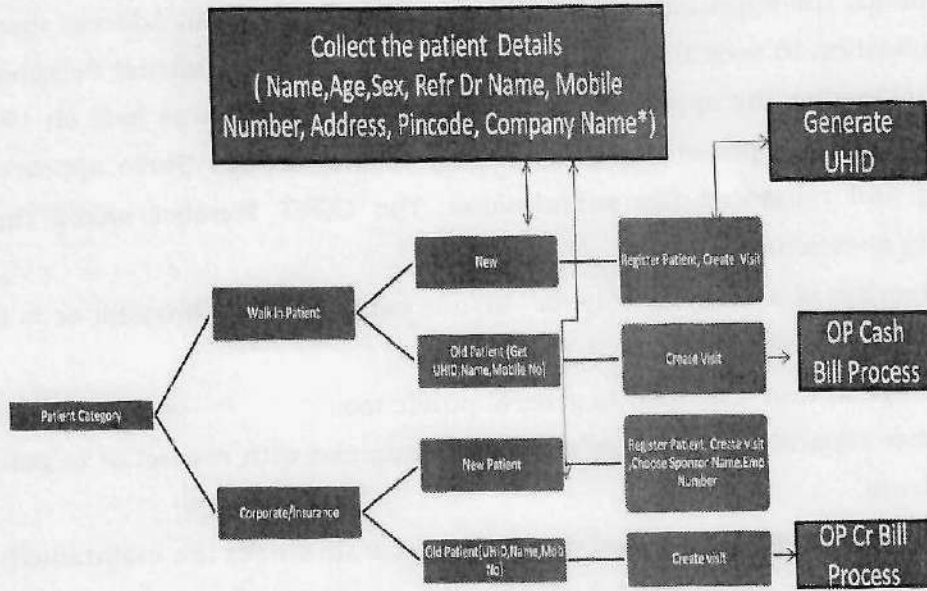 Collect the patient Details
( Name,Age,Sex, Refr Dr Name, Mobile
Number, Address, Pincode, Company Name*)
Generate
UHID
New
Register Patient, Create Visit
Walk In Patient
Old Patient (Get
UHID,Name,Mobile No)
Create Visit
OP Cash
Bill Process
Patient Category
New Patient
Register Patient, Create visit
,Choose Sponsor Name,Emp
Number
Corporate/Insurance
Old Patient(UHID,Name,Mob
No)
Create visit
OP Cr Bill
Process